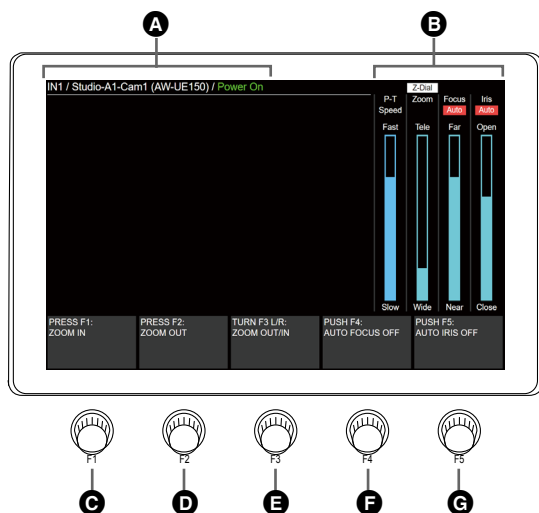 A B
IN1 / Studio-A1-Cam1 (AW-UE150) / Power On
Z-Dial
P-T Speed Zoom Focus Iris
Auto Auto
Fast Tele Far Open
Slow Wide Near Close
PRESS F1: ZOOM IN
PRESS F2: ZOOM OUT
TURN F3 L/R: ZOOM OUT/IN
PUSH F4: AUTO FOCUS OFF
PUSH F5: AUTO IRIS OFF
F1 F2 F3 F4 F5
C D E F G